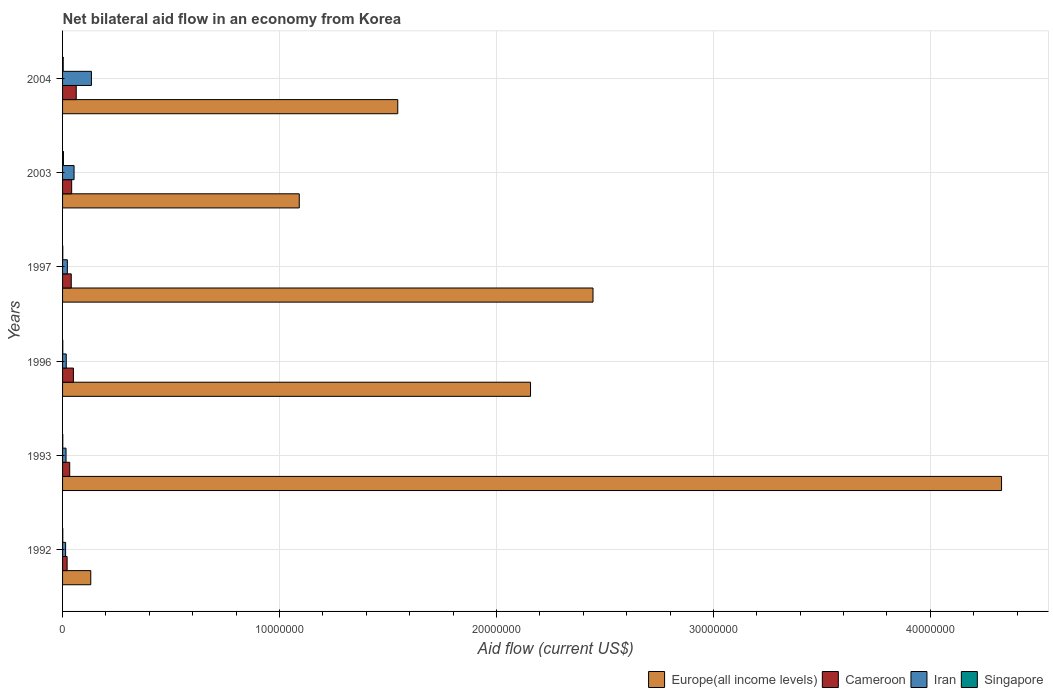 Net bilateral aid flow in an economy from Korea
2004
2003
1997
1996
1993
1992
Years
0
10000000
20000000
30000000
40000000
Aid flow (current US$)
Europe(all income levels)
Cameroon
Iran
Singapore